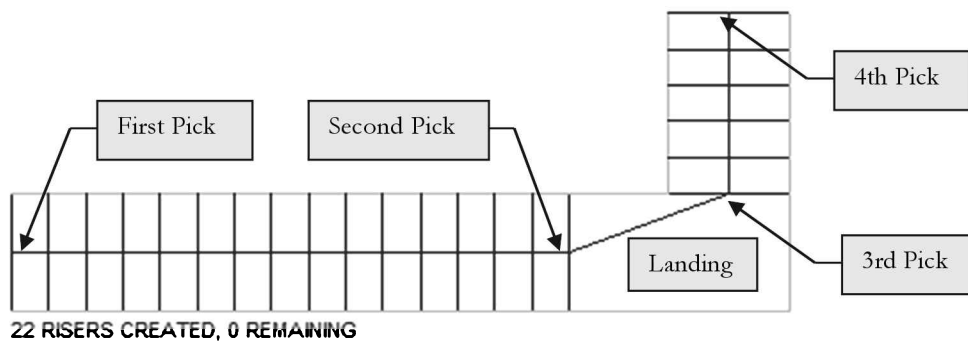 4th Pick
First Pick
Second Pick
3rd Pick
Landing
22 RISERS CREATED, 0 REMAINING